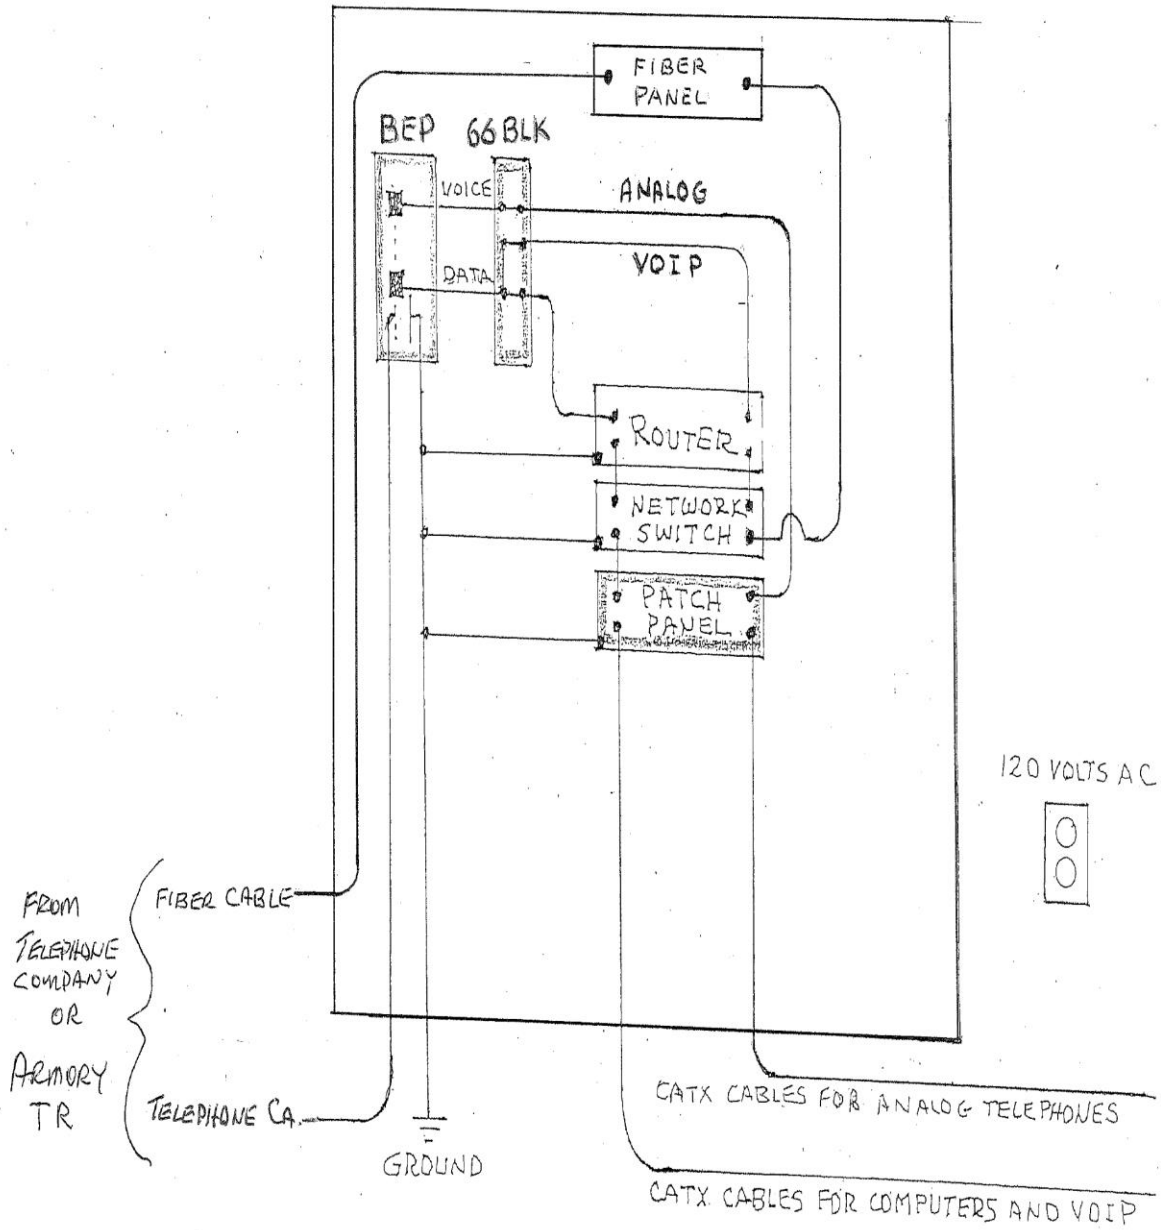 FIBER
PANEL
BEP
66 BLK
VOICE
ANALOG
VOIP
DATA
ROUTER
NETWORK
SWITCH
PATCH
PANEL
120 VOLTS AC
FROM
TELEPHONE
COMPANY
OR
ARMORY
TR
FIBER CABLE
TELEPHONE CA.
GROUND
CATX CABLES FOR ANALOG TELEPHONES
CATX CABLES FOR COMPUTERS AND VOIP